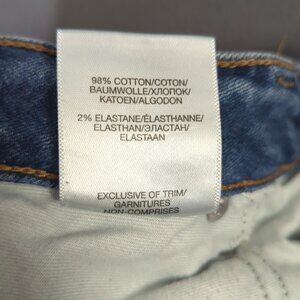 98% COTTON/COTON/
BAUMWOLLE/ХЛОПОК/
KATOEN/ALGODON
2% ELASTANE/ÉLASTHANNE/
ELASTHAN/ЭЛАСТАН/
ELASTAAN
EXCLUSIVE OF TRIM/
GARNITURES
NON-COMPRISES